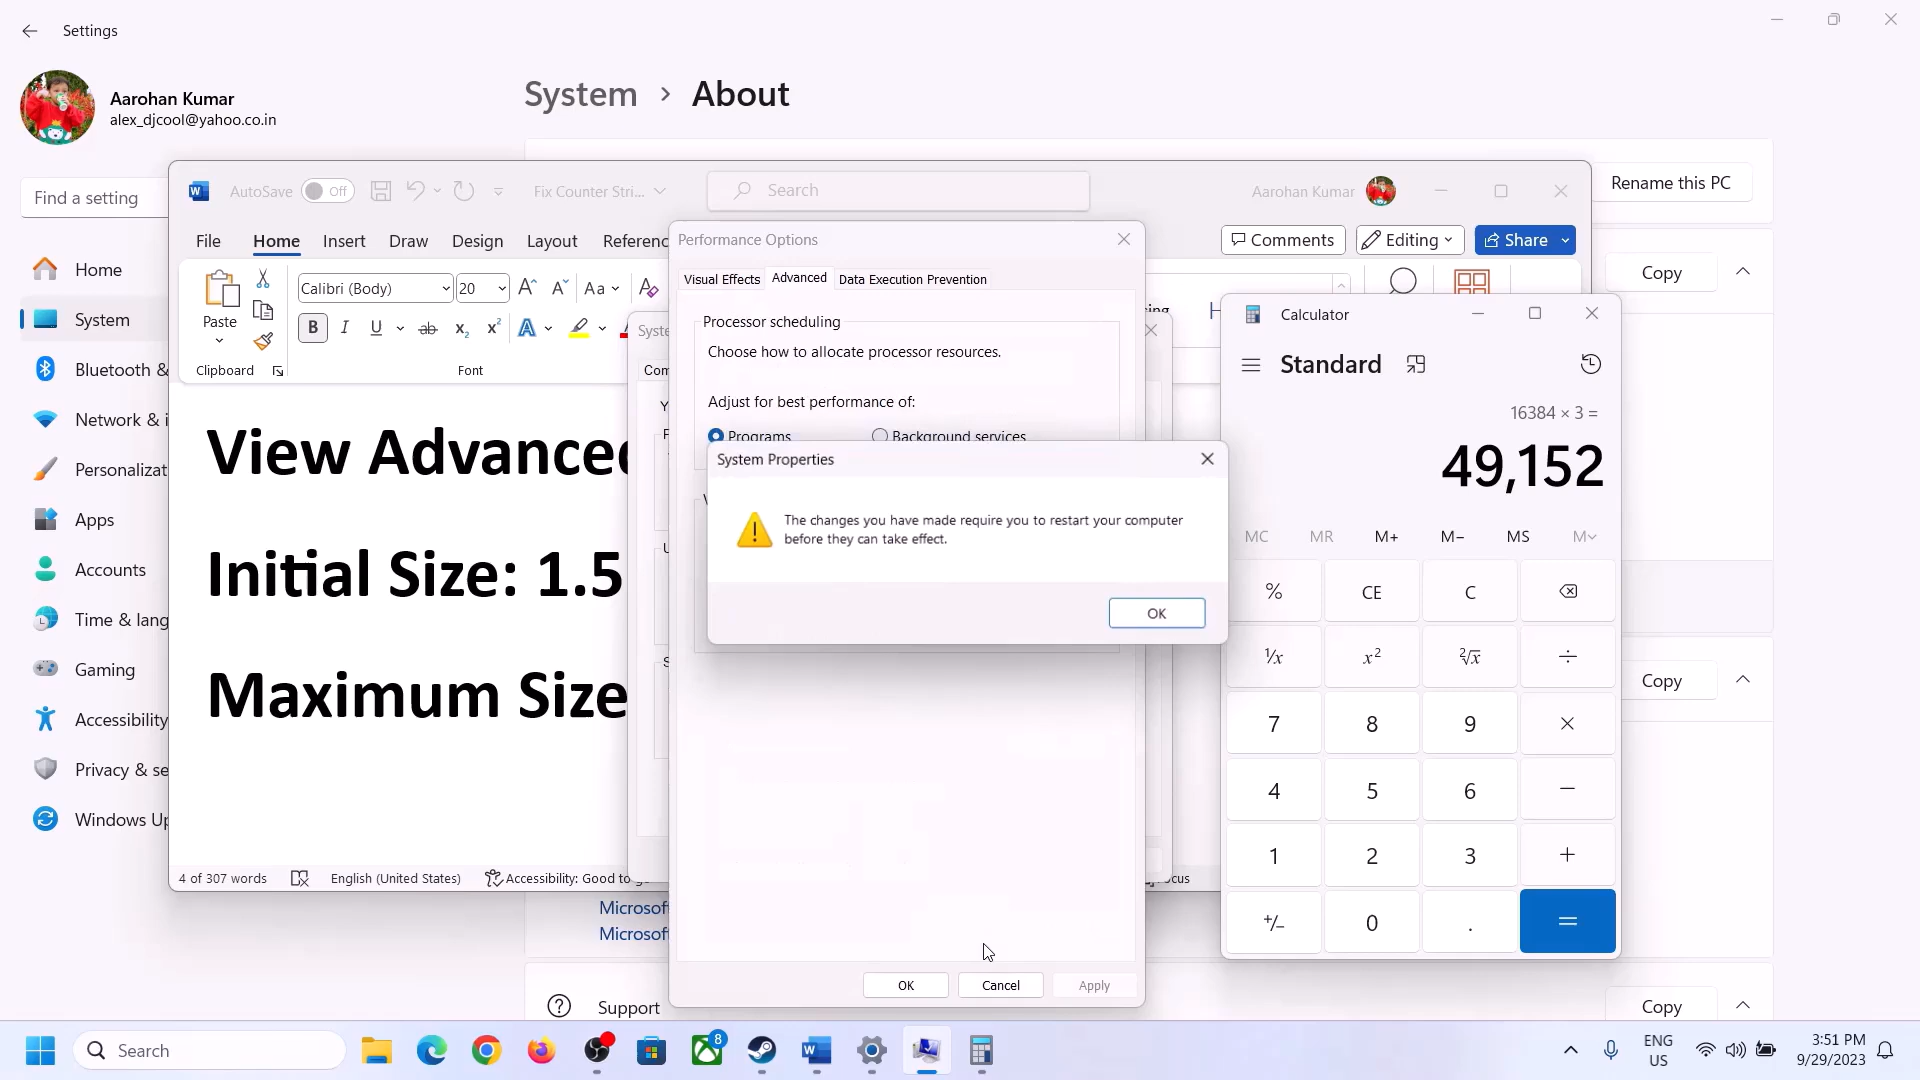 Settings
Aarohan Kumar
alex_djcool@yahoo.co.in
System > About
Find a setting
Home
System
Bluetooth &
Network & i
Personalizat
Apps
Accounts
Time & lang
Gaming
Accessibility
Privacy & se
Windows Up
Rename this PC
Copy
Copy
Copy
Support
Microsoft
Microsoft
AutoSave Off
Fix Counter Stri...
Search
Aarohan Kumar
File Home Insert Draw Design Layout Referenc
Comments Editing Share
Paste
Calibri (Body) 20
Clipboard
Font
View Advanced
Initial Size: 1.5
Maximum Size
4 of 307 words English (United States) Accessibility: Good to
Performance Options
Visual Effects Advanced Data Execution Prevention
Processor scheduling
Choose how to allocate processor resources.
Adjust for best performance of:
Programs Background services
System Properties
The changes you have made require you to restart your computer
before they can take effect.
OK
OK Cancel Apply
Calculator
Standard
16384 × 3 =
49,152
MC MR M+ M− MS M
% CE C
¹/x x² ²√x ÷
7 8 9 ×
4 5 6 −
1 2 3 +
+/− 0 . =
Search
8
ENG
US
3:51 PM
9/29/2023